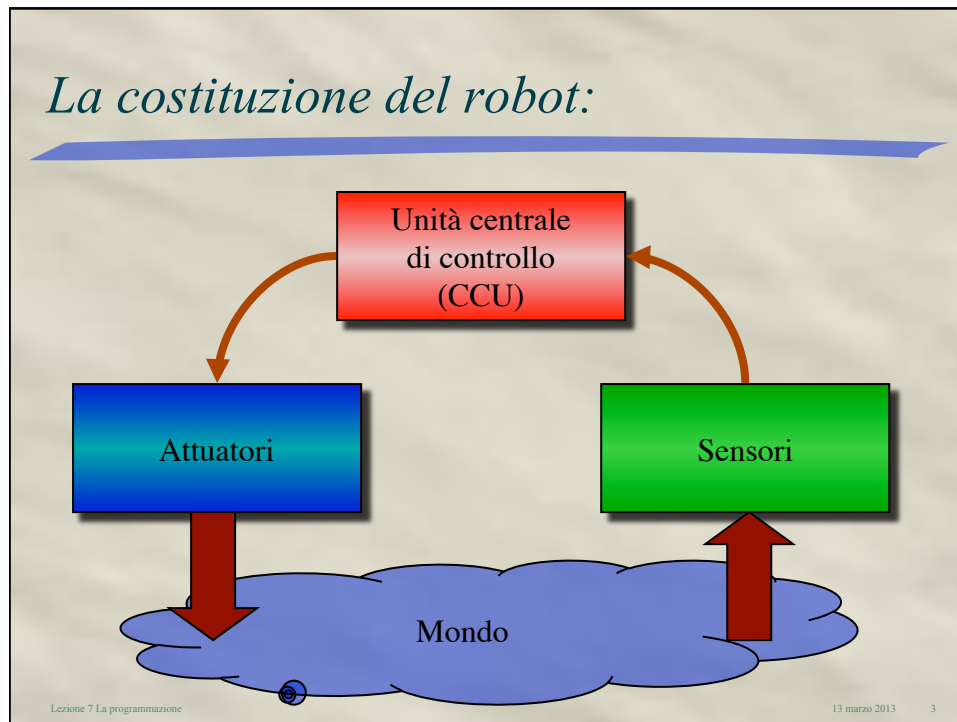 La costituzione del robot:
Unità centrale
di controllo
(CCU)
Attuatori
Sensori
Mondo
Lezione 7 La programmazione
13 marzo 2013
3